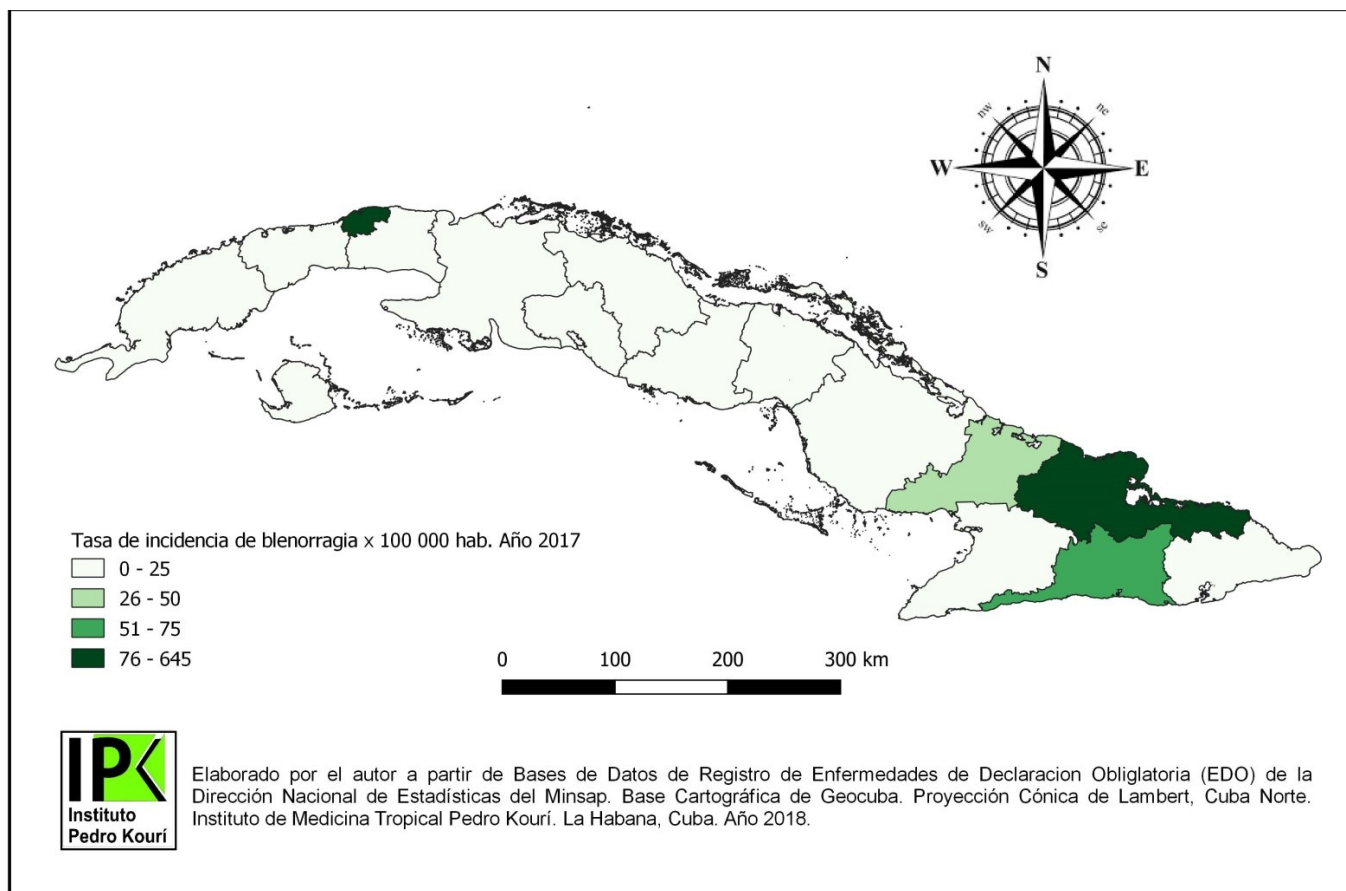 N
nw
ne
W
E
sw
se
S
Tasa de incidencia de blenorragia x 100 000 hab. Año 2017
0 - 25
26 - 50
51 - 75
76 - 645
0 100 200 300 km
IPK
Instituto
Pedro Kourí
Elaborado por el autor a partir de Bases de Datos de Registro de Enfermedades de Declaracion Obliglatoria (EDO) de la
Dirección Nacional de Estadísticas del Minsap. Base Cartográfica de Geocuba. Proyección Cónica de Lambert, Cuba Norte.
Instituto de Medicina Tropical Pedro Kourí. La Habana, Cuba. Año 2018.